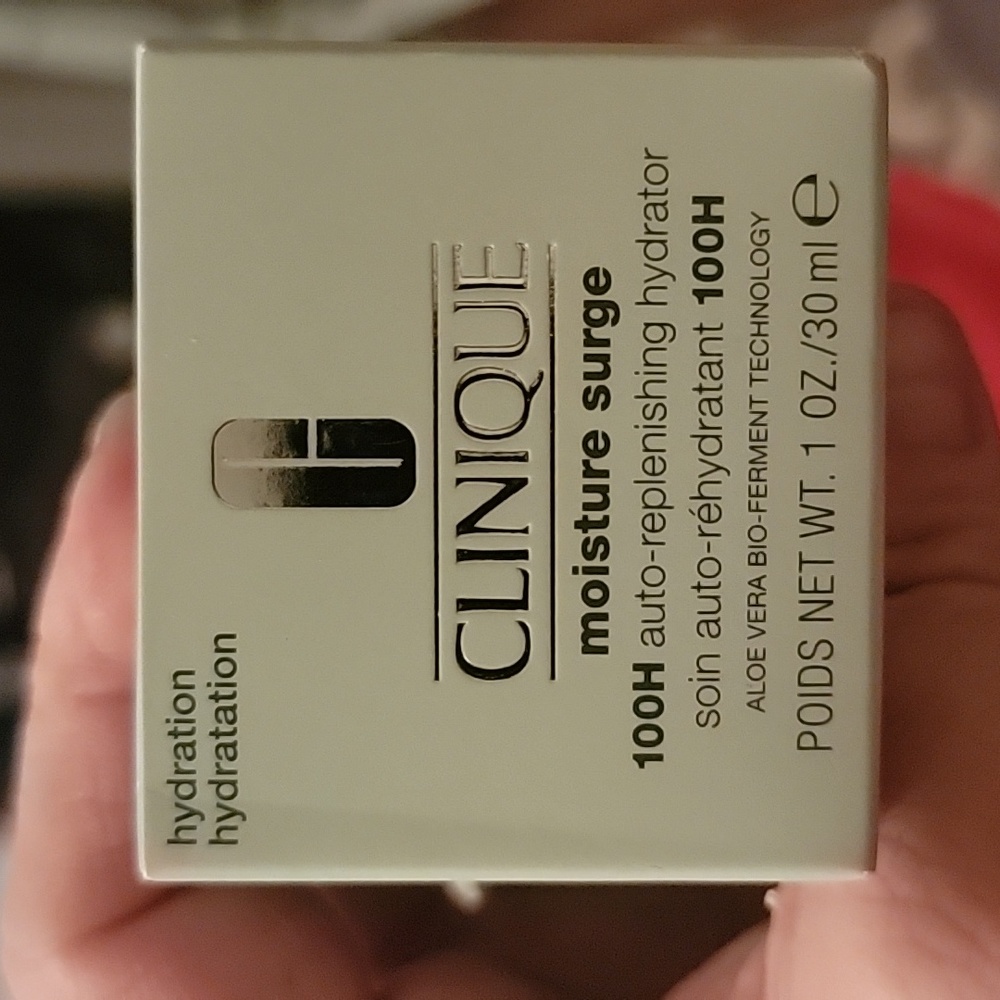 hydration
hydratation
CLINIQUE
moisture surge
100H auto-replenishing hydrator
soin auto-réhydratant 100H
ALOE VERA BIO-FERMENT TECHNOLOGY
POIDS NET WT. 1 OZ./30 ml ℮